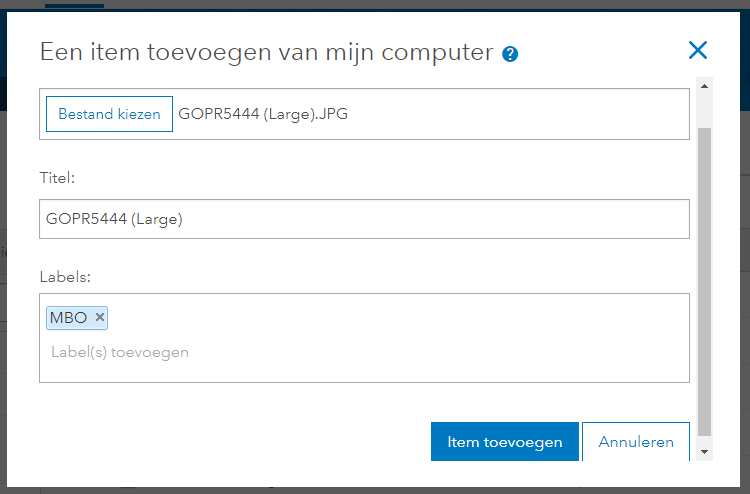 Een item toevoegen van mijn computer ?
Bestand kiezen GOPR5444 (Large).JPG
Titel:
GOPR5444 (Large)
Labels:
MBO ×
Label(s) toevoegen
Item toevoegen Annuleren